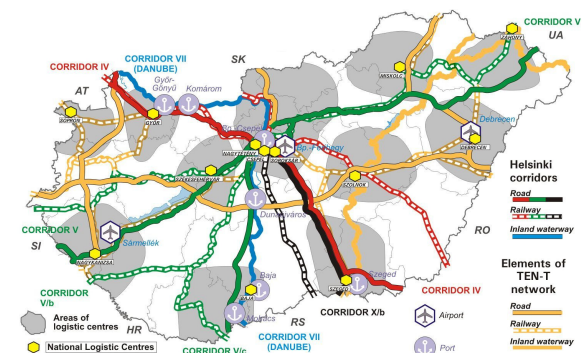 CORRIDOR V
UA
ZÁHONY
CORRIDOR VII
(DANUBE)
SK
CORRIDOR IV
MISKOLC
AT
Győr-
Gönyű
Komárom
SOPRON
GYŐR
Debrecen
DEBRECEN
Bp.-Csepel
Bp.-Ferihegy
NAGYTÉTÉNY
SZÉKESFEHÉRVÁR
SZOLNOK
Helsinki
corridors
Road
Railway
Inland waterway
Dunaújváros
CORRIDOR V
SI
Sármellék
RO
NAGYKANIZSA
Elements of
TEN-T
network
Road
Railway
Inland waterway
Szeged
SZEGED
Baja
BAJA
CORRIDOR
V/b
CORRIDOR IV
CORRIDOR X/b
Areas of
logistic centres
HR
Mohács
RS
Airport
National Logistic Centres
CORRIDOR VII
(DANUBE)
CORRIDOR V/c
Port